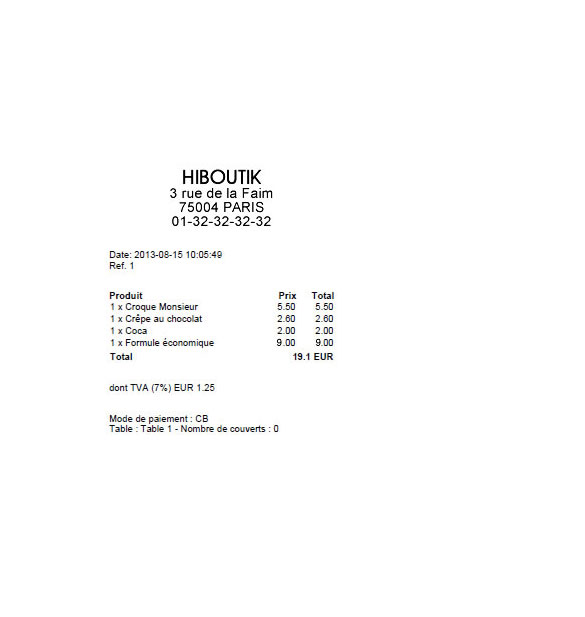 HIBOUTIK
3 rue de la Faim
75004 PARIS
01-32-32-32-32
Date: 2013-08-15 10:05:49
Ref. 1
Produit Prix Total
1 x Croque Monsieur 5.50 5.50
1 x Crêpe au chocolat 2.60 2.60
1 x Coca 2.00 2.00
1 x Formule économique 9.00 9.00
Total 19.1 EUR
dont TVA (7%) EUR 1.25
Mode de paiement : CB
Table : Table 1 - Nombre de couverts : 0